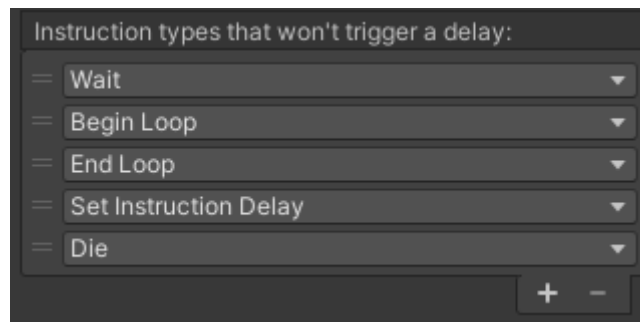 Instruction types that won't trigger a delay:
Wait
Begin Loop
End Loop
Set Instruction Delay
Die